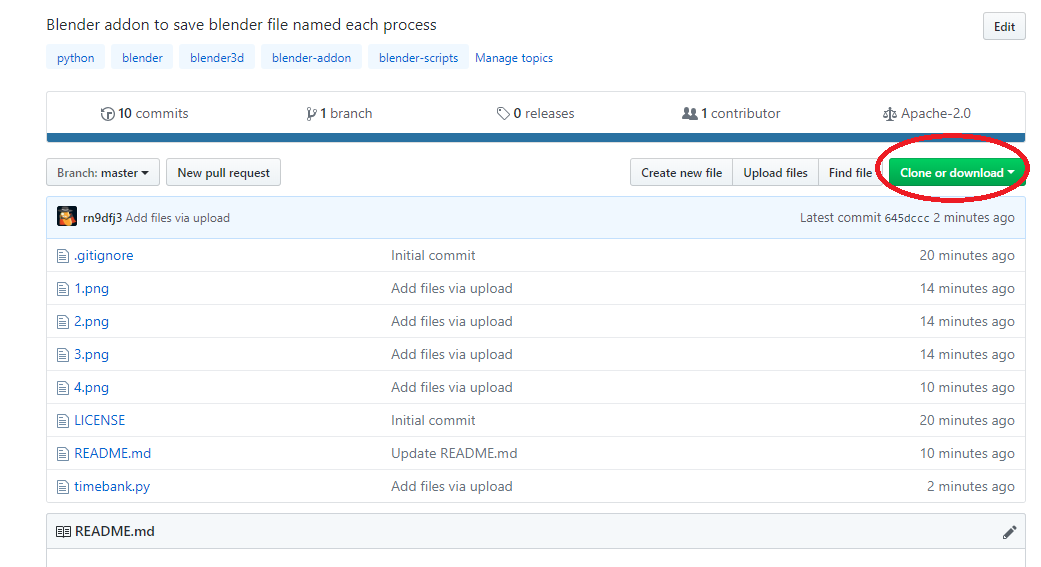 Blender addon to save blender file named each process
Edit
python blender blender3d blender-addon blender-scripts Manage topics
10 commits 1 branch 0 releases 1 contributor Apache-2.0
Branch: master New pull request Create new file Upload files Find file Clone or download
rn9dfj3 Add files via upload Latest commit 645dccc 2 minutes ago
.gitignore Initial commit 20 minutes ago
1.png Add files via upload 14 minutes ago
2.png Add files via upload 14 minutes ago
3.png Add files via upload 14 minutes ago
4.png Add files via upload 10 minutes ago
LICENSE Initial commit 20 minutes ago
README.md Update README.md 10 minutes ago
timebank.py Add files via upload 2 minutes ago
README.md